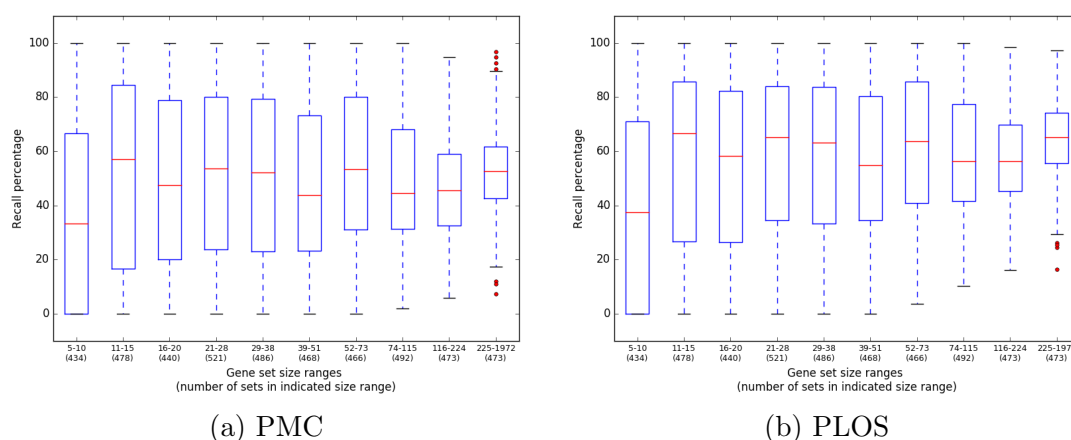 100
80
60
40
20
0
Recall percentage
5-10 11-15 16-20 21-28 29-38 39-51 52-73 74-115 116-224 225-1972
(434) (478) (440) (521) (486) (468) (466) (492) (473) (473)
Gene set size ranges
(number of sets in indicated size range)
(a) PMC
100
80
60
40
20
0
Recall percentage
5-10 11-15 16-20 21-28 29-38 39-51 52-73 74-115 116-224 225-197
(434) (478) (440) (521) (486) (468) (466) (492) (473) (473)
Gene set size ranges
(number of sets in indicated size range)
(b) PLOS